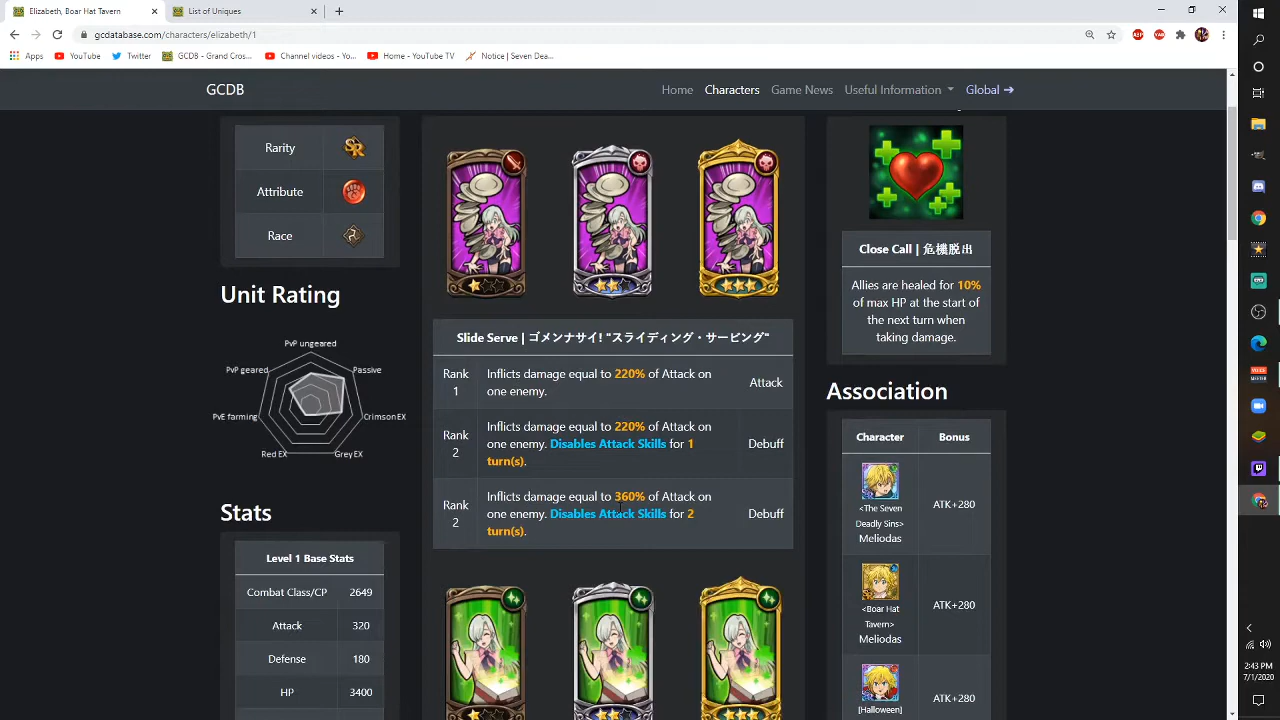 Elizabeth, Boar Hat Tavern
List of Uniques
gcdatabase.com/characters/elizabeth/1
Apps
YouTube
Twitter
GCDB - Grand Cros...
Channel videos - Yo...
Home - YouTube TV
Notice | Seven Dea...
GCDB
Home
Characters
Game News
Useful Information
Global
Rarity
SR
Attribute
Race
Unit Rating
PvP ungeared
PvP geared
Passive
PvE farming
Crimson EX
Red EX
Grey EX
Stats
Level 1 Base Stats
Combat Class/CP 2649
Attack 320
Defense 180
HP 3400
Slide Serve | ゴメンナサイ! "スライディング・サービング"
Rank 1
Inflicts damage equal to 220% of Attack on
one enemy.
Attack
Rank 2
Inflicts damage equal to 220% of Attack on
one enemy. Disables Attack Skills for 1
turn(s).
Debuff
Rank 2
Inflicts damage equal to 360% of Attack on
one enemy. Disables Attack Skills for 2
turn(s).
Debuff
Close Call | 危機脱出
Allies are healed for 10%
of max HP at the start of
the next turn when
taking damage.
Association
Character Bonus
<The Seven
Deadly Sins>
Meliodas
ATK+280
<Boar Hat
Tavern>
Meliodas
ATK+280
[Halloween]
ATK+280
2:43 PM
7/1/2020